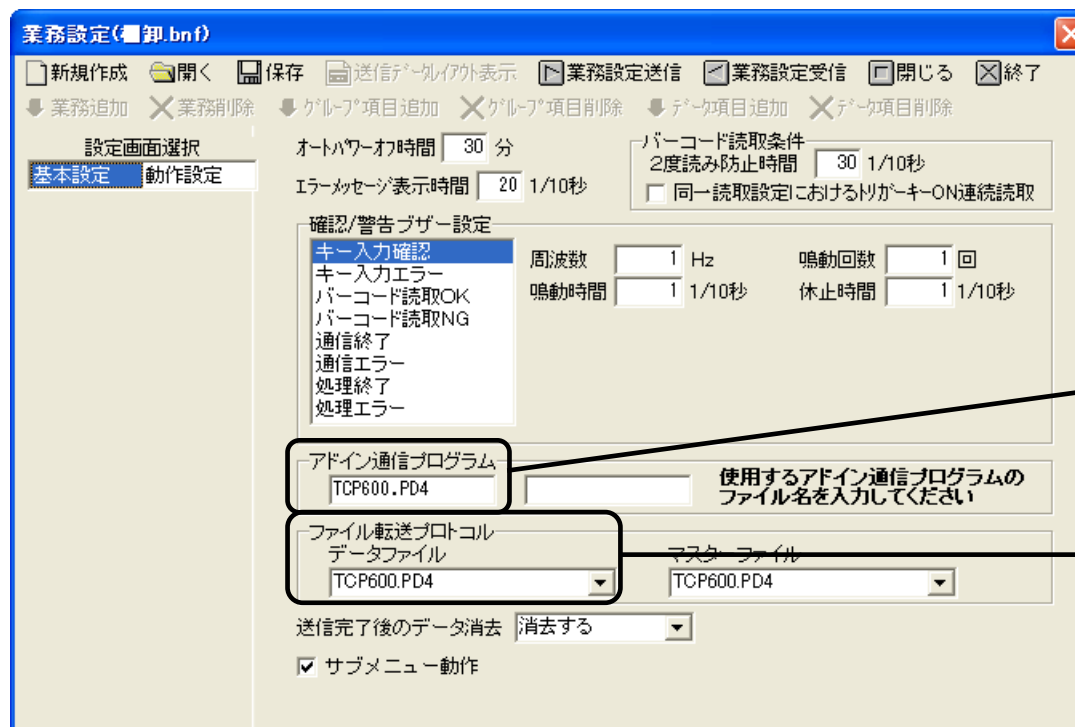 業務設定(棚卸.bnf)
新規作成 開く 保存 送信ﾃﾞｰﾀﾚｲｱｳﾄ表示 業務設定送信 業務設定受信 閉じる 終了
業務追加 業務削除 ｸﾞﾙｰﾌﾟ項目追加 ｸﾞﾙｰﾌﾟ項目削除 ﾃﾞｰﾀ項目追加 ﾃﾞｰﾀ項目削除
設定画面選択
基本設定 動作設定
ｵｰﾄﾊﾟﾜｰｵﾌ時間 30 分
ｴﾗｰﾒｯｾｰｼﾞ表示時間 20 1/10秒
バーコード読取条件
2度読み防止時間 30 1/10秒
同一読取設定におけるﾄﾘｶﾞｰｷｰON連続読取
確認/警告ブザー設定
キー入力確認
キー入力エラー
バーコード読取OK
バーコード読取NG
通信終了
通信エラー
処理終了
処理エラー
周波数 1 Hz 鳴動回数 1 回
鳴動時間 1 1/10秒 休止時間 1 1/10秒
アドイン通信プログラム
TCP600.PD4
使用するアドイン通信プログラムの
ファイル名を入力してください
ファイル転送プロトコル
データファイル マスターファイル
TCP600.PD4 TCP600.PD4
送信完了後のデータ消去 消去する
サブメニュー動作